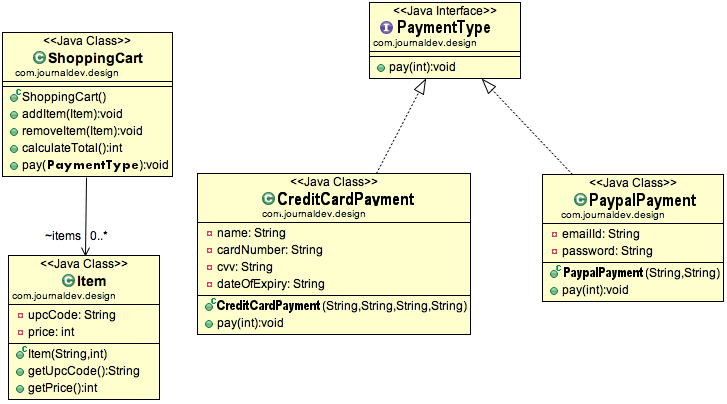 <<Java Class>>
ShoppingCart
com.journaldev.design
ShoppingCart()
addItem(Item):void
removeItem(Item):void
calculateTotal():int
pay(PaymentType):void
~items 0..*
<<Java Class>>
Item
com.journaldev.design
upcCode: String
price: int
Item(String,int)
getUpcCode():String
getPrice():int
<<Java Interface>>
PaymentType
com.journaldev.design
pay(int):void
<<Java Class>>
CreditCardPayment
com.journaldev.design
name: String
cardNumber: String
cvv: String
dateOfExpiry: String
CreditCardPayment(String,String,String,String)
pay(int):void
<<Java Class>>
PaypalPayment
com.journaldev.design
emailId: String
password: String
PaypalPayment(String,String)
pay(int):void